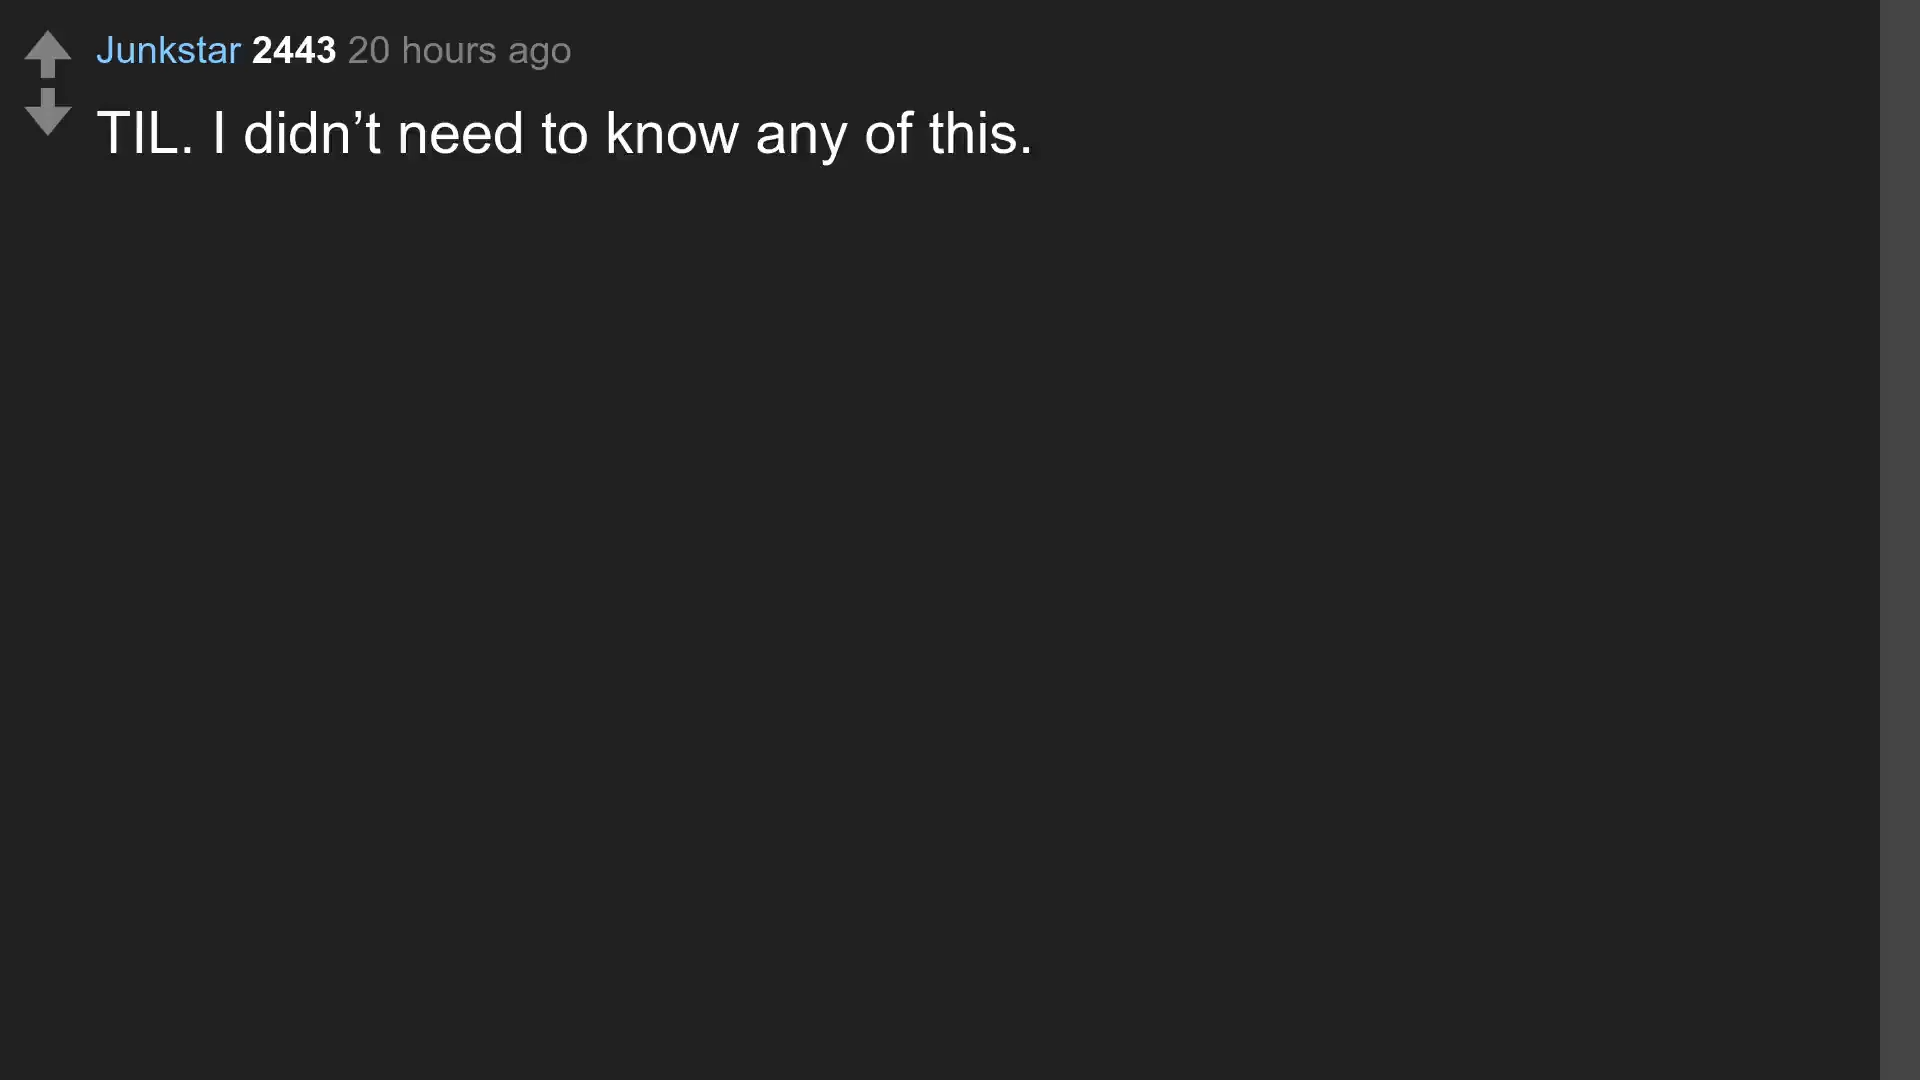 Junkstar 2443 20 hours ago
TIL. I didn’t need to know any of this.